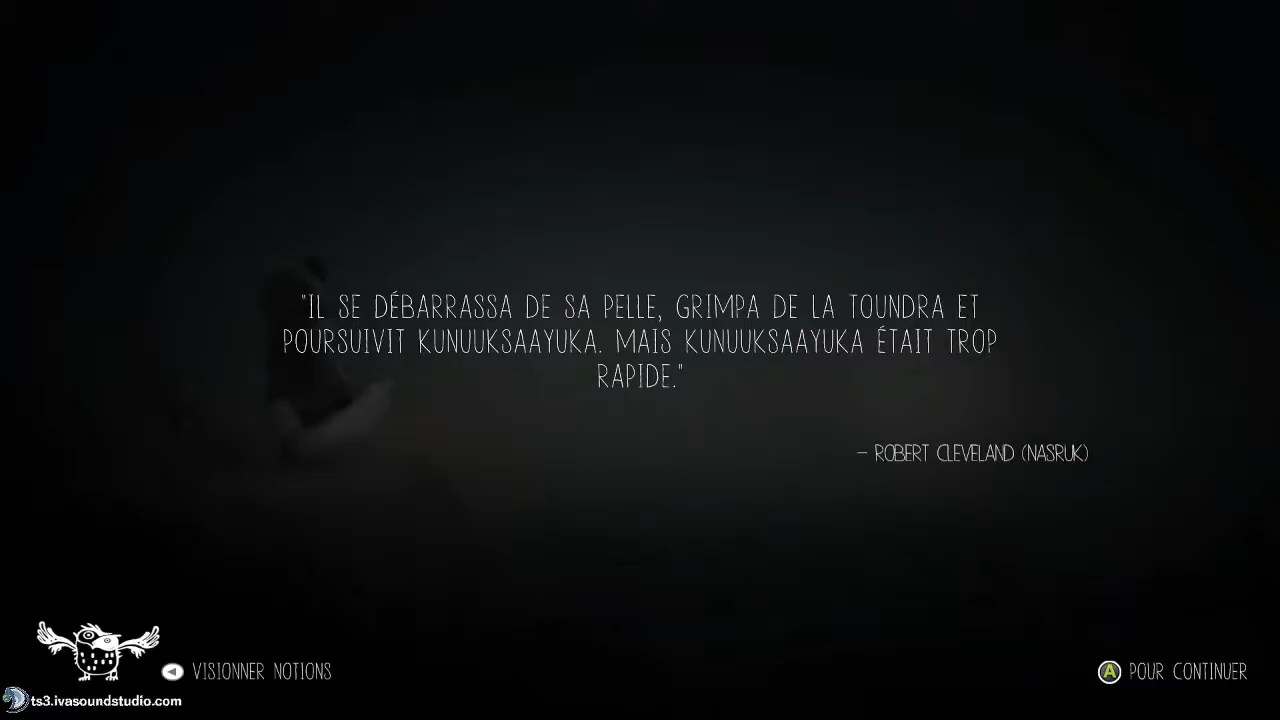 "IL SE DÉBARRASSA DE SA PELLE, GRIMPA DE LA TOUNDRA ET
POURSUIVIT KUNUUKSAAYUKA. MAIS KUNUUKSAAYUKA ÉTAIT TROP
RAPIDE."
– ROBERT CLEVELAND (NASRUK)
VISIONNER NOTIONS
A POUR CONTINUER
ts3.ivasoundstudio.com